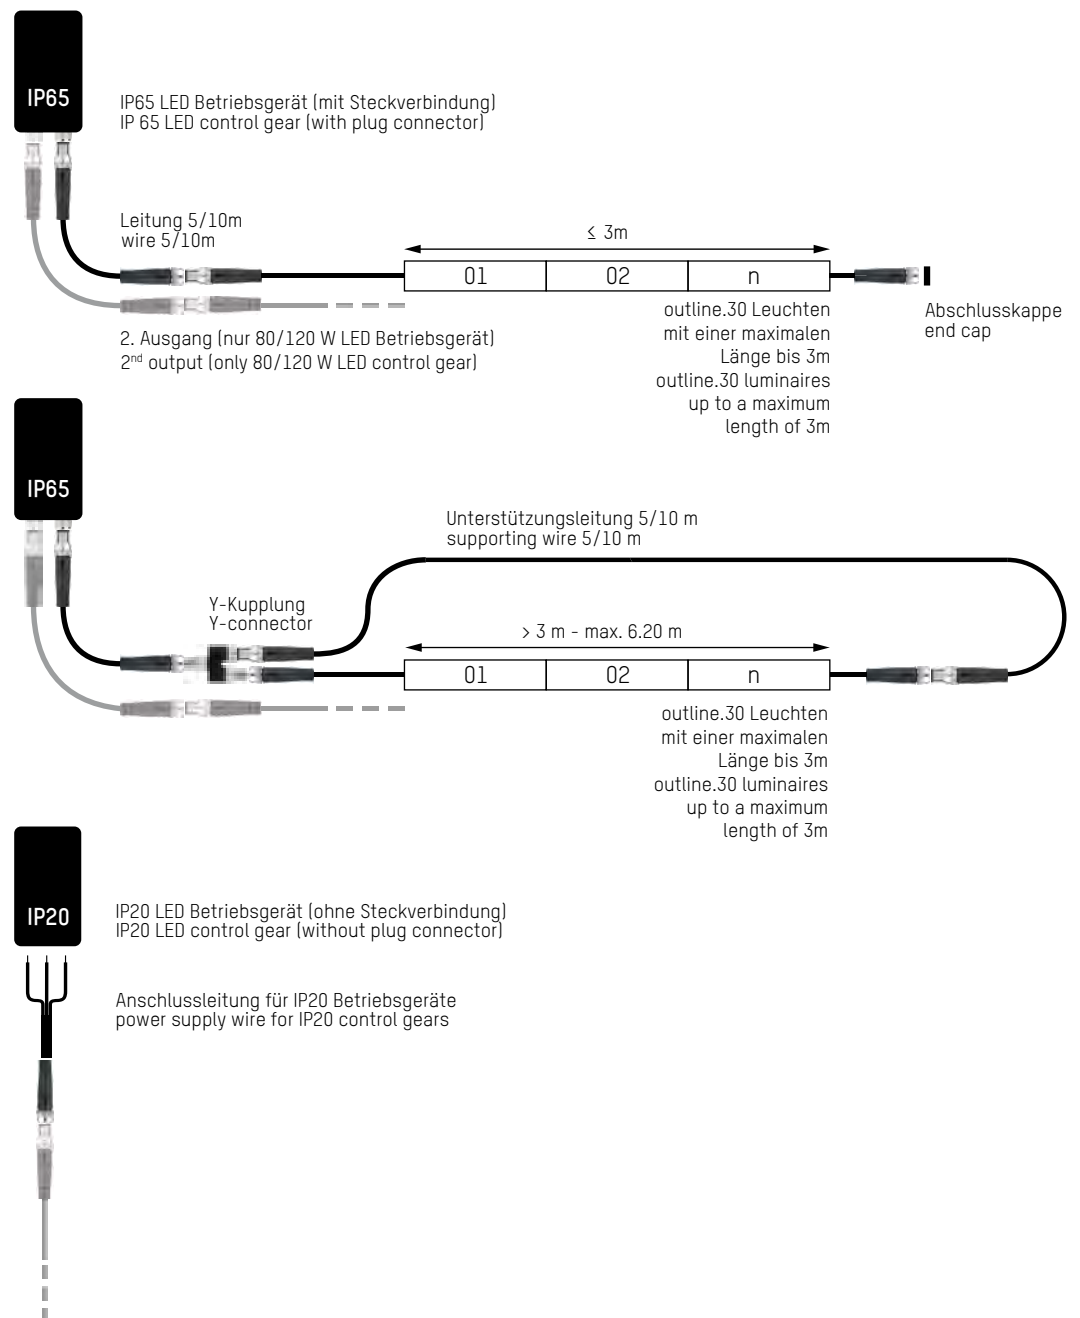 IP65
IP65 LED Betriebsgerät (mit Steckverbindung)
IP 65 LED control gear (with plug connector)
Leitung 5/10m
wire 5/10m
≤ 3m
01
02
n
2. Ausgang (nur 80/120 W LED Betriebsgerät)
2nd output (only 80/120 W LED control gear)
outline.30 Leuchten
mit einer maximalen
Länge bis 3m
outline.30 luminaires
up to a maximum
length of 3m
Abschlusskappe
end cap
IP65
Unterstützungsleitung 5/10 m
supporting wire 5/10 m
Y-Kupplung
Y-connector
> 3 m - max. 6.20 m
01
02
n
outline.30 Leuchten
mit einer maximalen
Länge bis 3m
outline.30 luminaires
up to a maximum
length of 3m
IP20
IP20 LED Betriebsgerät (ohne Steckverbindung)
IP20 LED control gear (without plug connector)
Anschlussleitung für IP20 Betriebsgeräte
power supply wire for IP20 control gears